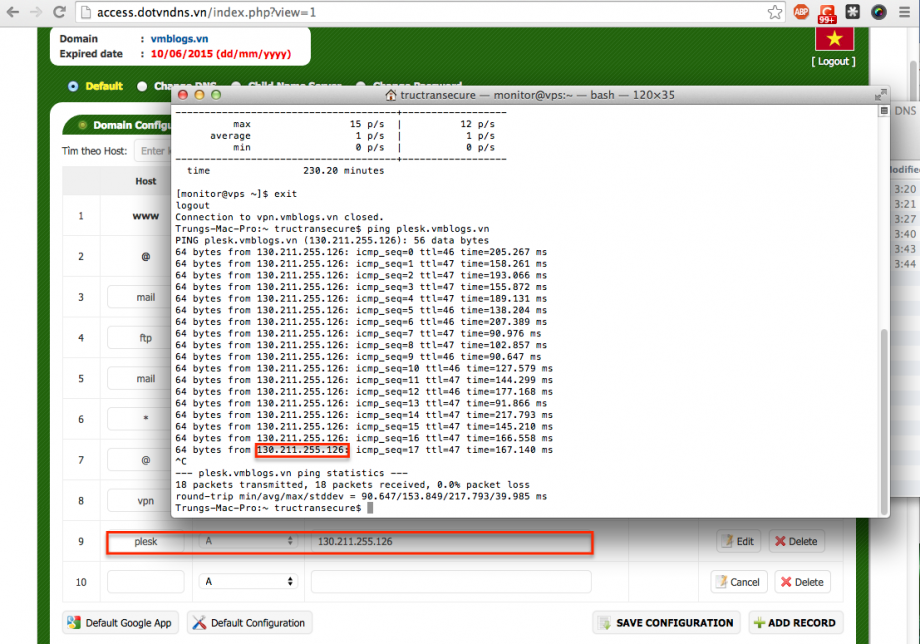 access.dotvndns.vn/index.php?view=1
ABP
99+
Domain : vmblogs.vn
Expired date : 10/06/2015 (dd/mm/yyyy)
[ Logout ]
Default
Change DNS
Child Name Server
Change Password
tructransecure — monitor@vps:~ — bash — 120×35
DNS
Domain Configu
Tìm theo Host: Enter
Host
1 www
2 @
3 mail
4 ftp
5 mail
6 *
7 @
8 vpn
max 15 p/s | 12 p/s
average 1 p/s | 1 p/s
min 0 p/s | 0 p/s
time 230.20 minutes
[monitor@vps ~]$ exit
logout
Connection to vpn.vmblogs.vn closed.
Trungs-Mac-Pro:~ tructransecure$ ping plesk.vmblogs.vn
PING plesk.vmblogs.vn (130.211.255.126): 56 data bytes
64 bytes from 130.211.255.126: icmp_seq=0 ttl=46 time=205.267 ms
64 bytes from 130.211.255.126: icmp_seq=1 ttl=47 time=158.261 ms
64 bytes from 130.211.255.126: icmp_seq=2 ttl=47 time=193.066 ms
64 bytes from 130.211.255.126: icmp_seq=3 ttl=47 time=155.872 ms
64 bytes from 130.211.255.126: icmp_seq=4 ttl=47 time=189.131 ms
64 bytes from 130.211.255.126: icmp_seq=5 ttl=46 time=138.204 ms
64 bytes from 130.211.255.126: icmp_seq=6 ttl=46 time=207.389 ms
64 bytes from 130.211.255.126: icmp_seq=7 ttl=47 time=90.976 ms
64 bytes from 130.211.255.126: icmp_seq=8 ttl=47 time=102.857 ms
64 bytes from 130.211.255.126: icmp_seq=9 ttl=46 time=90.647 ms
64 bytes from 130.211.255.126: icmp_seq=10 ttl=46 time=127.579 ms
64 bytes from 130.211.255.126: icmp_seq=11 ttl=47 time=144.299 ms
64 bytes from 130.211.255.126: icmp_seq=12 ttl=46 time=177.168 ms
64 bytes from 130.211.255.126: icmp_seq=13 ttl=47 time=91.866 ms
64 bytes from 130.211.255.126: icmp_seq=14 ttl=47 time=217.793 ms
64 bytes from 130.211.255.126: icmp_seq=15 ttl=47 time=145.210 ms
64 bytes from 130.211.255.126: icmp_seq=16 ttl=47 time=166.558 ms
64 bytes from 130.211.255.126: icmp_seq=17 ttl=47 time=167.140 ms
^C
--- plesk.vmblogs.vn ping statistics ---
18 packets transmitted, 18 packets received, 0.0% packet loss
round-trip min/avg/max/stddev = 90.647/153.849/217.793/39.985 ms
Trungs-Mac-Pro:~ tructransecure$
odifie
3:20
3:21
3:27
3:40
3:43
3:44
9 plesk A 130.211.255.126 Edit Delete
10 A Cancel Delete
Default Google App
Default Configuration
SAVE CONFIGURATION
ADD RECORD